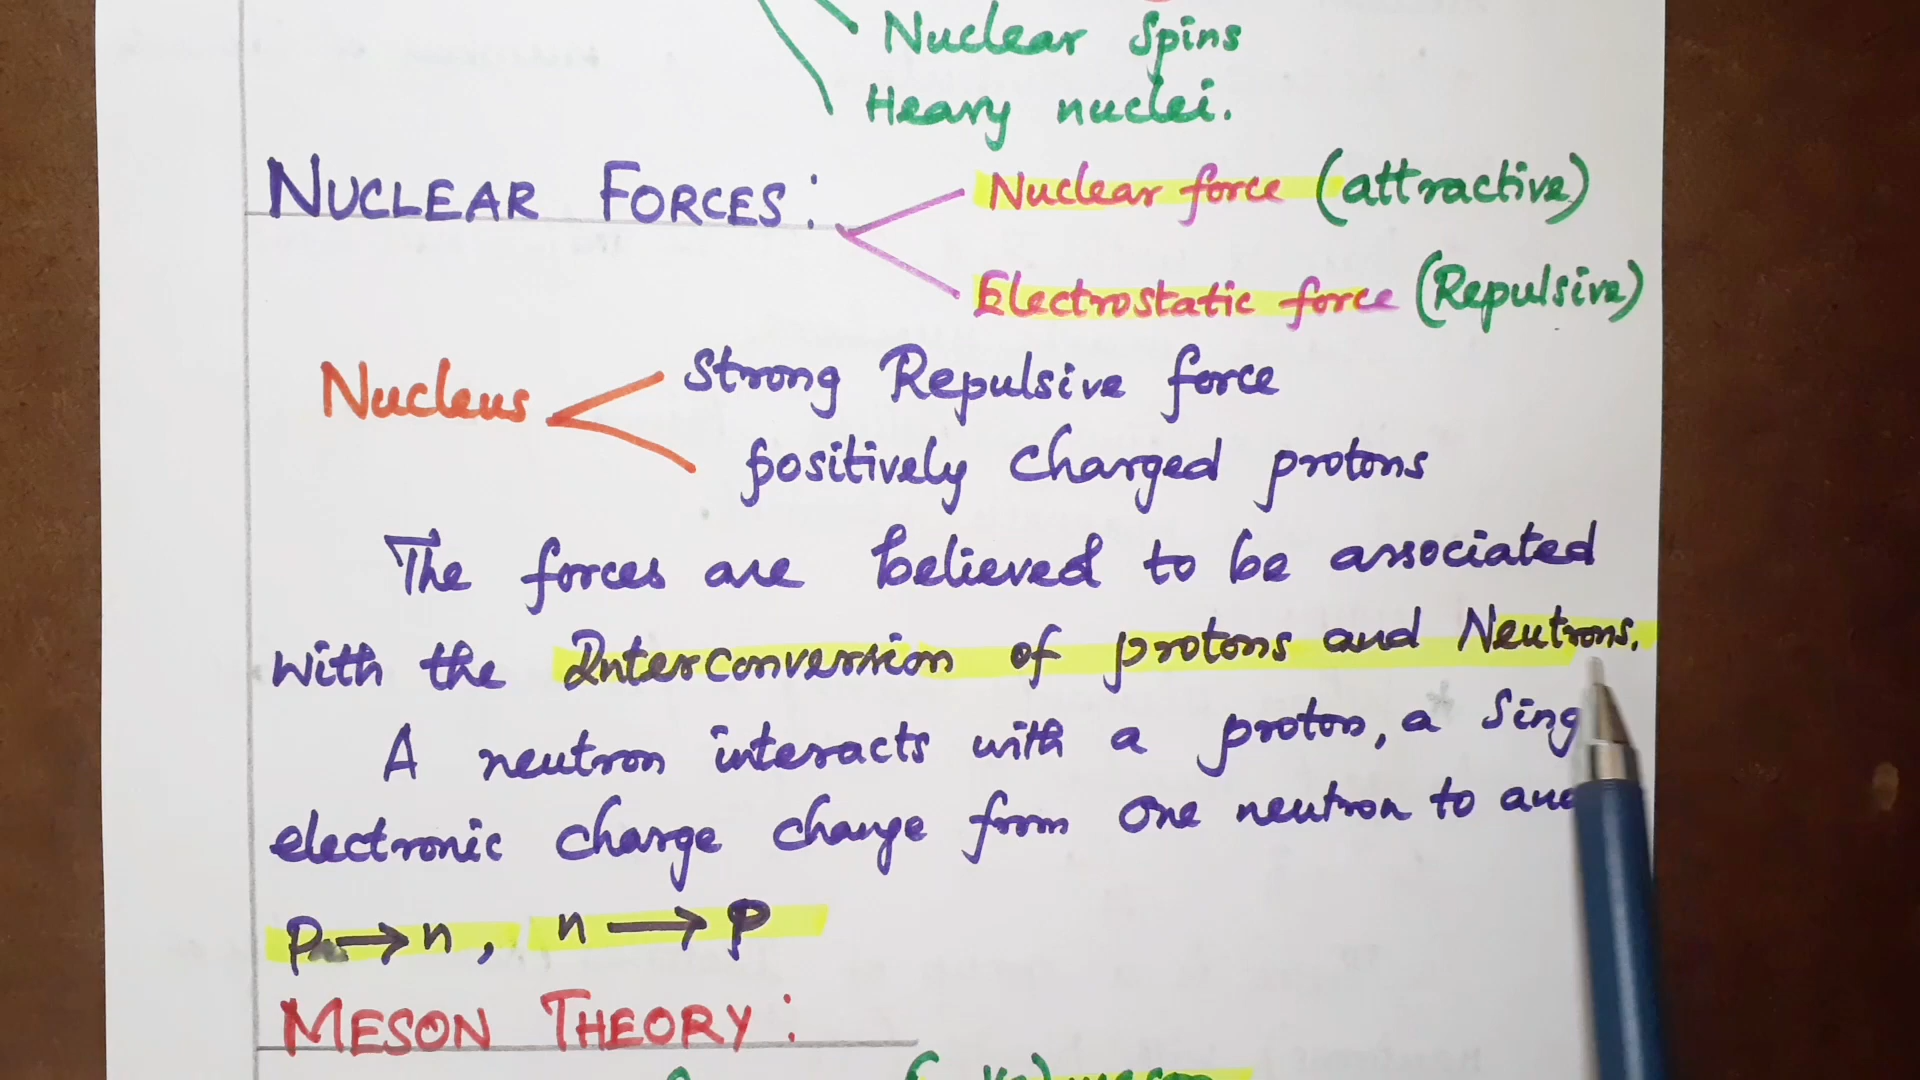 Nuclear Spins
Heavy nuclei.
NUCLEAR FORCES:
Nuclear force (attractive)
Electrostatic force (Repulsive)
Nucleus
Strong Repulsive force
positively charged protons
The forces are believed to be associated
with the Interconversion of protons and Neutrons.
A neutron interacts with a proton, a Sing
electronic charge change from one neutron to
P → n, n → P
MESON THEORY:
meson